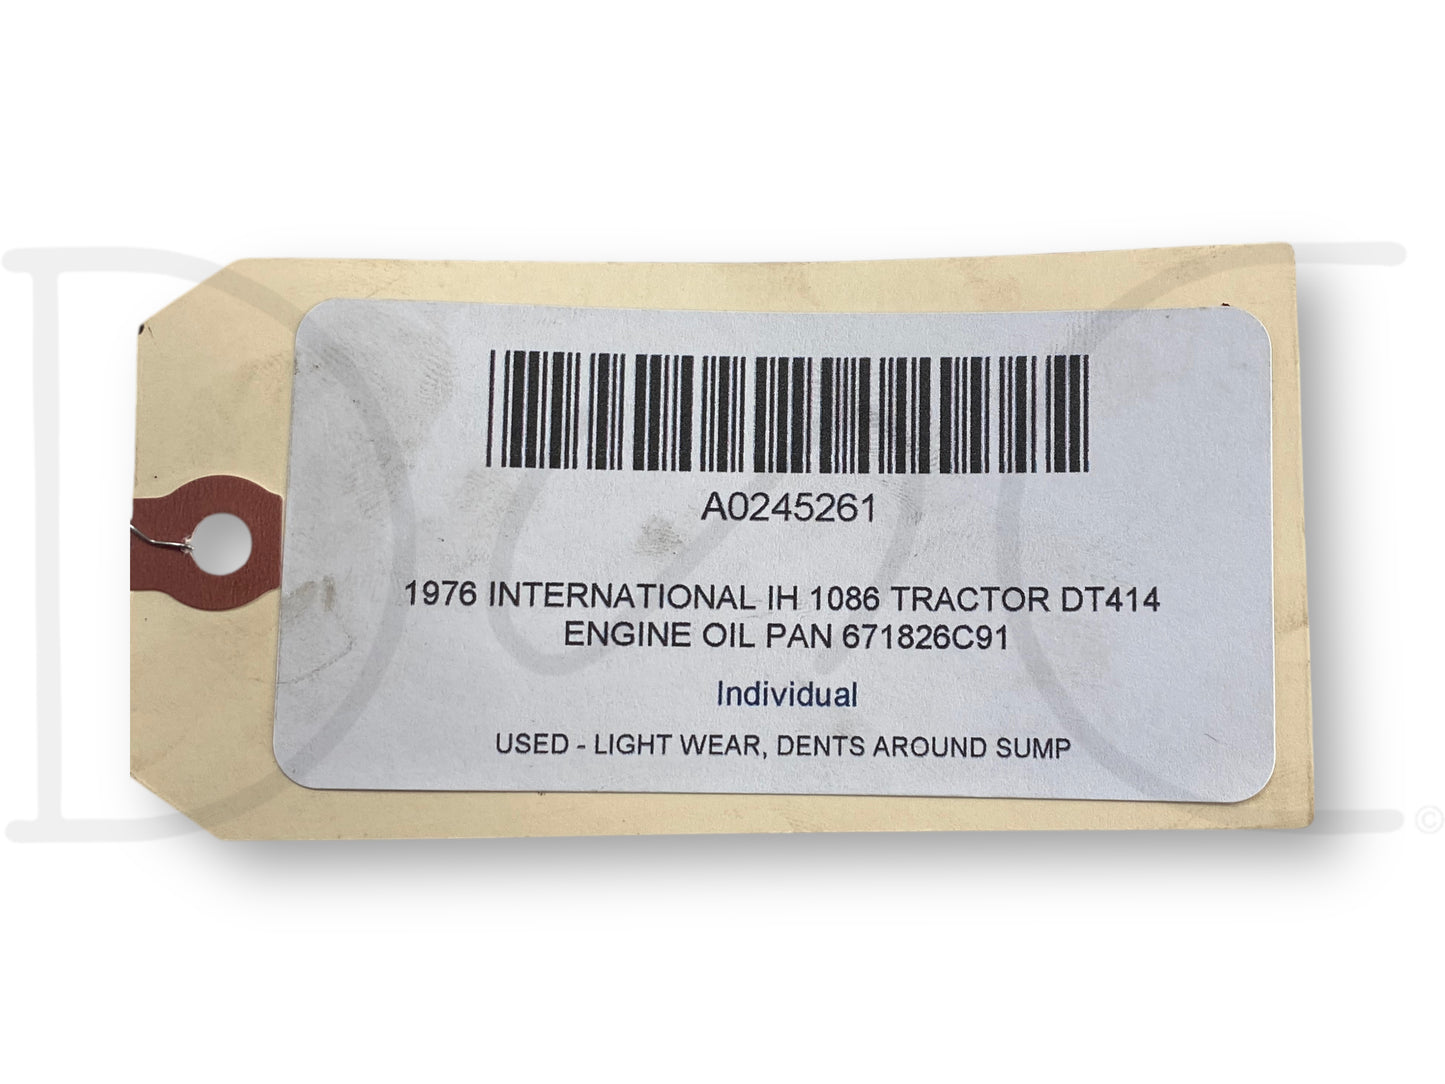 A0245261
1976 INTERNATIONAL IH 1086 TRACTOR DT414
ENGINE OIL PAN 671826C91
Individual
USED - LIGHT WEAR, DENTS AROUND SUMP
©